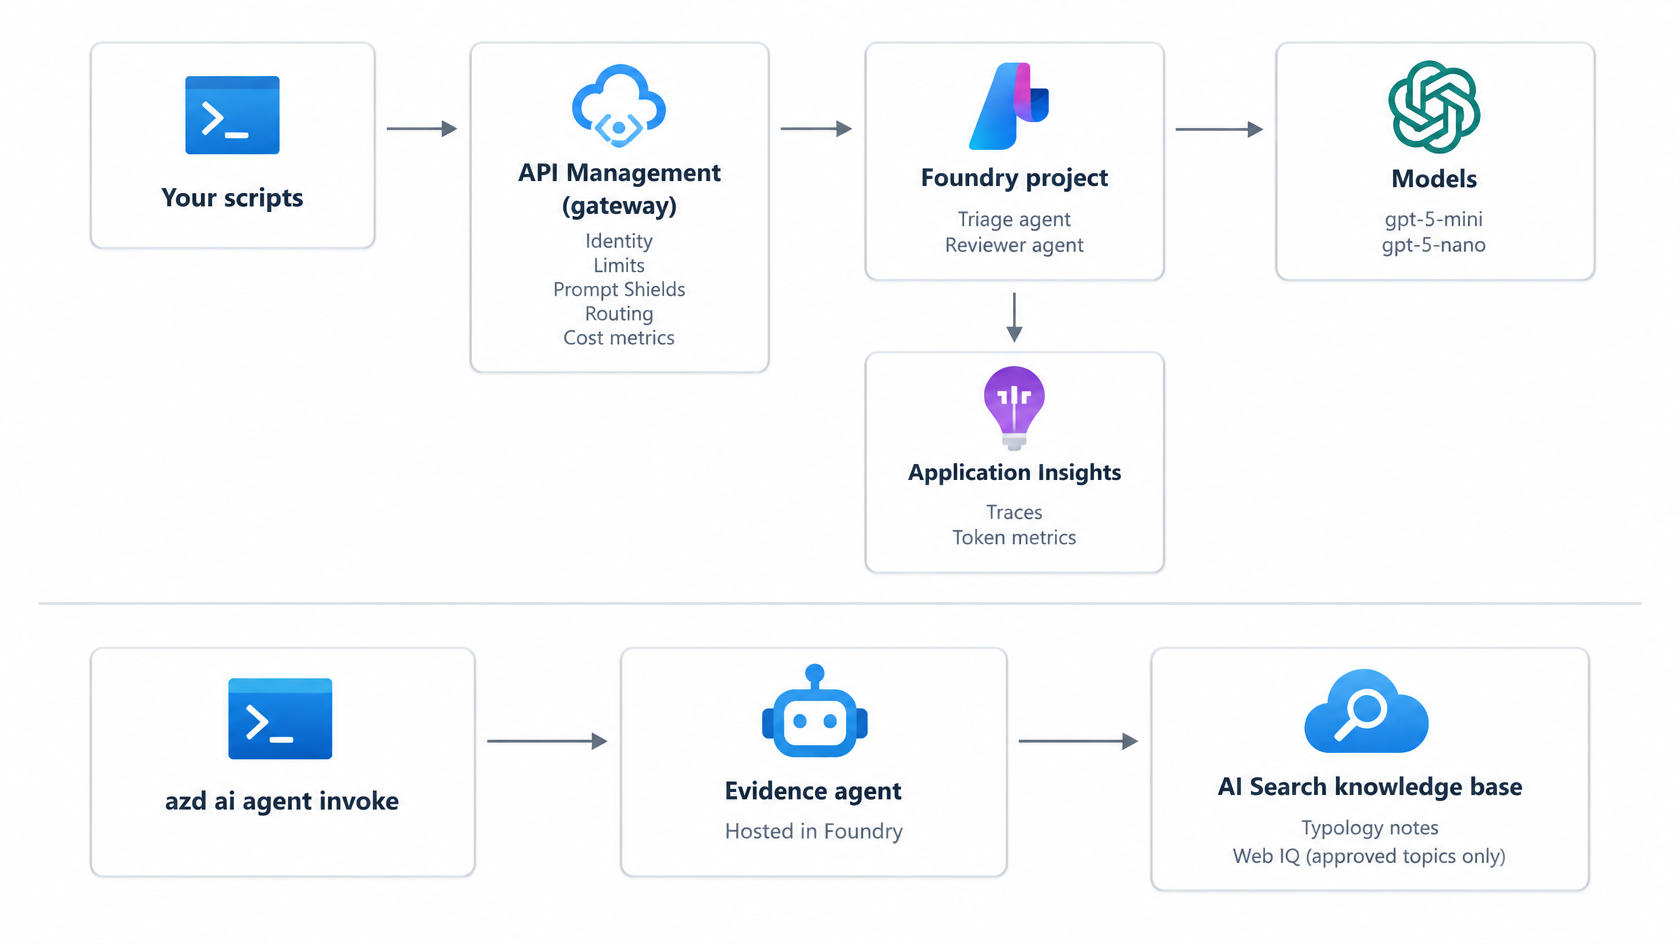 Your scripts
API Management
(gateway)
Identity
Limits
Prompt Shields
Routing
Cost metrics
Foundry project
Triage agent
Reviewer agent
Models
gpt-5-mini
gpt-5-nano
Application Insights
Traces
Token metrics
azd ai agent invoke
Evidence agent
Hosted in Foundry
AI Search knowledge base
Typology notes
Web IQ (approved topics only)